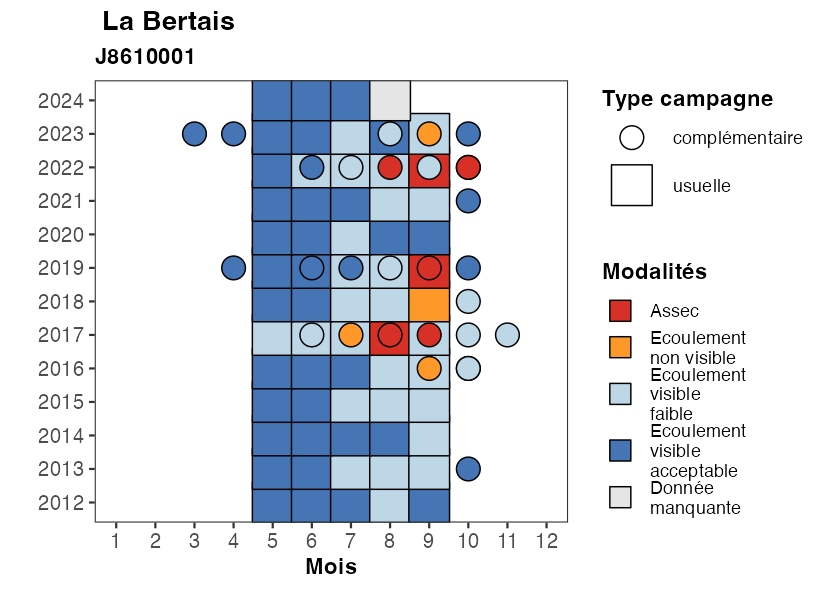 La Bertais
J8610001
2024
2023
2022
2021
2020
2019
2018
2017
2016
2015
2014
2013
2012
1 2 3 4 5 6 7 8 9 10 11 12
Mois
Type campagne
complémentaire
usuelle
Modalités
Assec
Ecoulement
non visible
Ecoulement
visible
faible
Ecoulement
visible
acceptable
Donnée
manquante